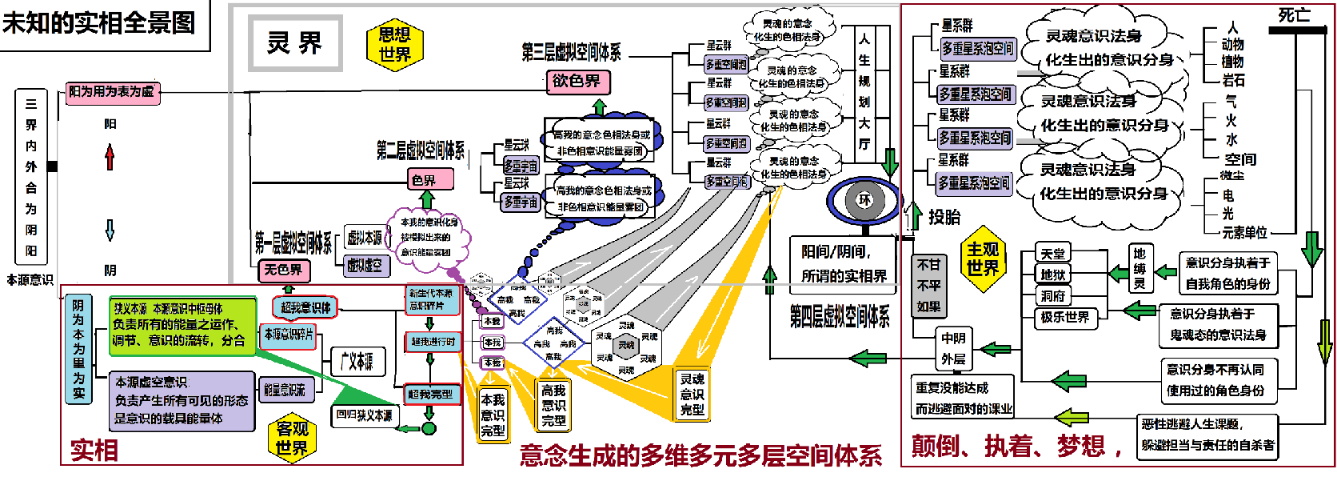 未知的实相全景图
灵界
思想
世界
三界内外合为阴阳
本源意识
阳为用为表为虚
阳
阴
第一层虚拟空间体系
无色界
虚拟本源
虚拟虚空
第二层虚拟空间体系
色界
本我的意识化身
被模拟出来的
意识能量雾团
星云球
多重宇宙
星云球
多重宇宙
高我的意念色相法身或
非色相意识能量雾团
高我的意念色相法身或
非色相意识能量雾团
第三层虚拟空间体系
欲色界
星云群
多重空间泡
星云群
多重空间泡
星云群
多重空间泡
星云群
多重空间泡
灵魂的意念
化生的色相法身
灵魂的意念
化生的色相法身
灵魂的意念
化生的色相法身
灵魂的意念
化生的色相法身
人生规划大厅
环
投胎
阳间/阴间,
所谓的实相界
第四层虚拟空间体系
星系群
多重星系泡空间
星系群
多重星系泡空间
星系群
多重星系泡空间
星系群
多重星系泡空间
灵魂意识法身
化生出的意识分身
灵魂意识法身
化生出的意识分身
灵魂意识法身
化生出的意识分身
人
动物
植物
岩石
气
火
水
空间
微尘
电
光
元素单位
死亡
主观
世界
不甘
不平
如果
天堂
地狱
洞府
极乐世界
地缚灵
意识分身执着于
自我角色的身份
意识分身执着于
鬼魂态的意识法身
意识分身不再认同
使用过的角色身份
中阴
外层
重复没能达成
而逃避面对的课业
恶性逃避人生课题,
躲避担当与责任的自杀者
颠倒、执着、梦想，
阴为本为里为实
狭义本源 本源意识中枢母体
负责所有的能量之运作、
调节、意识的流转，分合
本源虚空意识
负责产生所有可见的形态
是意识的载具能量体
超我意识体
本源意识碎片
广义本源
能量意识流
回归狭义本源
新生代本源
意识碎片
超我进行时
超我完型
客观
世界
实相
本我
本我
本我
高我
高我 高我
高我
高我
高我 高我
高我
灵魂
灵魂 灵魂
灵魂
灵魂 灵魂
灵魂
本我意识完型
高我意识完型
灵魂意识完型
意念生成的多维多元多层空间体系